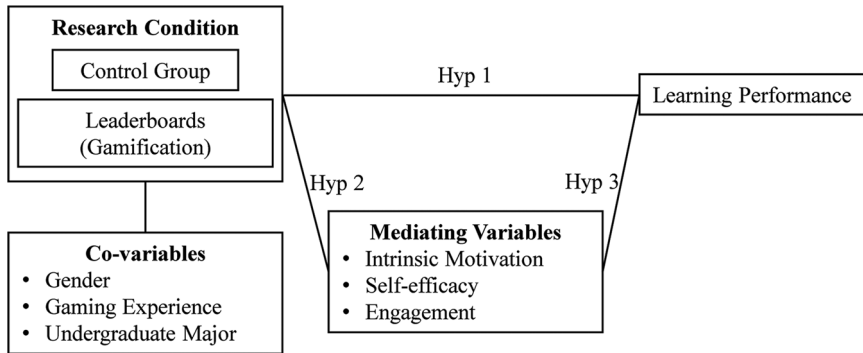 Research Condition
Control Group
Leaderboards
(Gamification)
Hyp 1
Learning Performance
Hyp 2
Hyp 3
Co-variables
• Gender
• Gaming Experience
• Undergraduate Major
Mediating Variables
• Intrinsic Motivation
• Self-efficacy
• Engagement